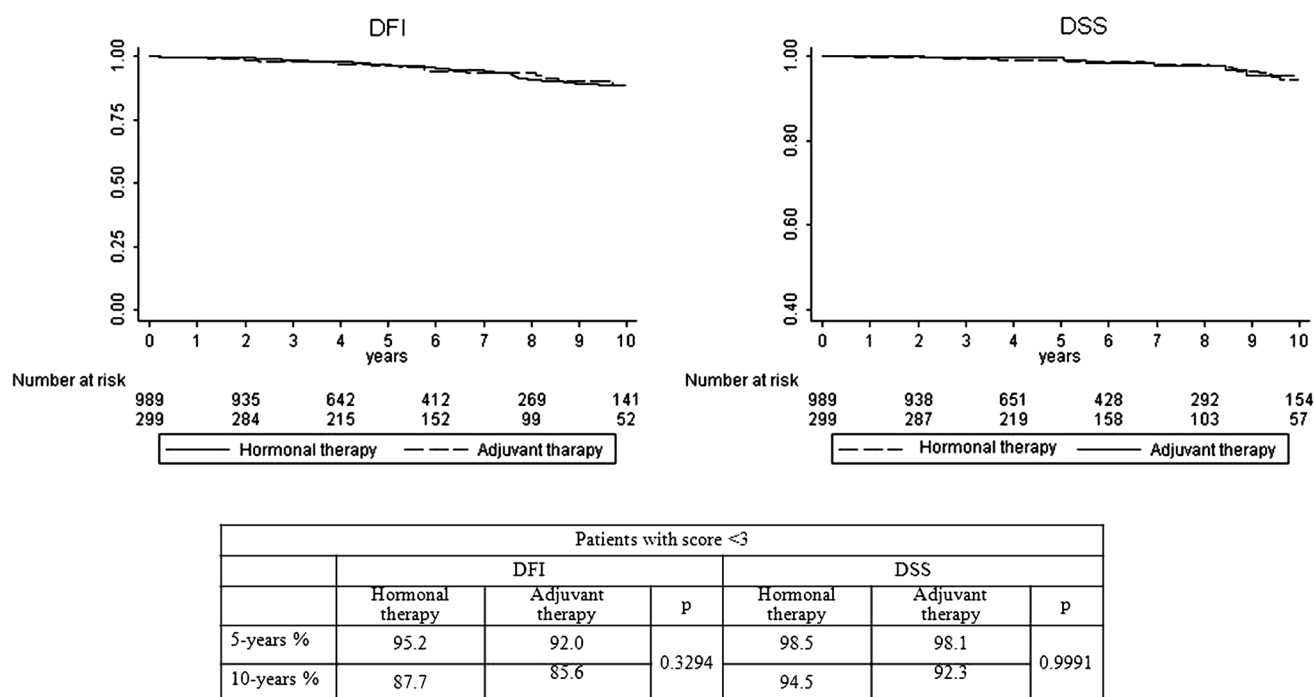 DFI
1.00
0.75
0.50
0.25
0.00
0 1 2 3 4 5 6 7 8 9 10
years
Number at risk
989 935 642 412 269 141
299 284 215 152 99 52
Hormonal therapy Adjuvant tharapy
DSS
1.00
0.80
0.60
0.40
0 1 2 3 4 5 6 7 8 9 10
years
Number at risk
989 938 651 428 292 154
299 287 219 158 103 57
Hormonal therapy Adjuvant therapy
Patients with score <3
DFI DSS
Hormonal therapy Adjuvant therapy p Hormonal therapy Adjuvant therapy p
5-years % 95.2 92.0 0.3294 98.5 98.1 0.9991
10-years % 87.7 85.6 94.5 92.3